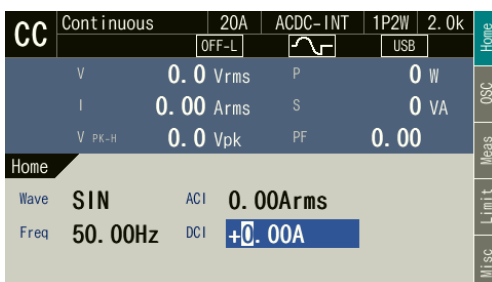 CC Continuous 20A ACDC-INT 1P2W 2.0k
OFF-L USB
V 0.0 Vrms P 0 W
I 0.00 Arms S 0 VA
V PK-H 0.0 Vpk PF 0.00
Home
Wave SIN ACI 0.00Arms
Freq 50.00Hz DCI +0.00A
Home
OSC
Meas
Limit
Misc